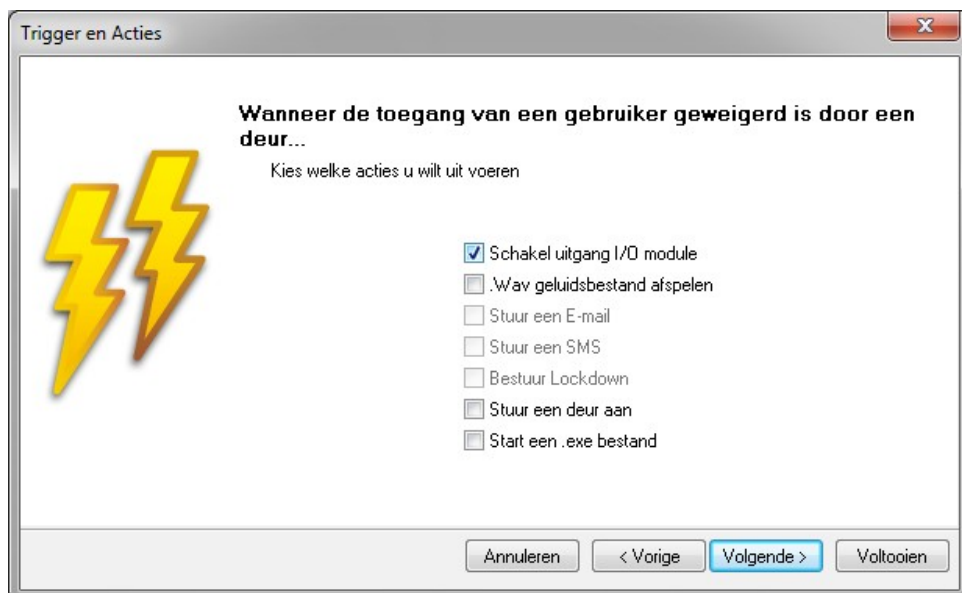 Trigger en Acties
Wanneer de toegang van een gebruiker geweigerd is door een
deur...
Kies welke acties u wilt uit voeren
Schakel uitgang I/O module
.Wav geluidsbestand afspelen
Stuur een E-mail
Stuur een SMS
Bestuur Lockdown
Stuur een deur aan
Start een .exe bestand
Annuleren
< Vorige
Volgende >
Voltooien